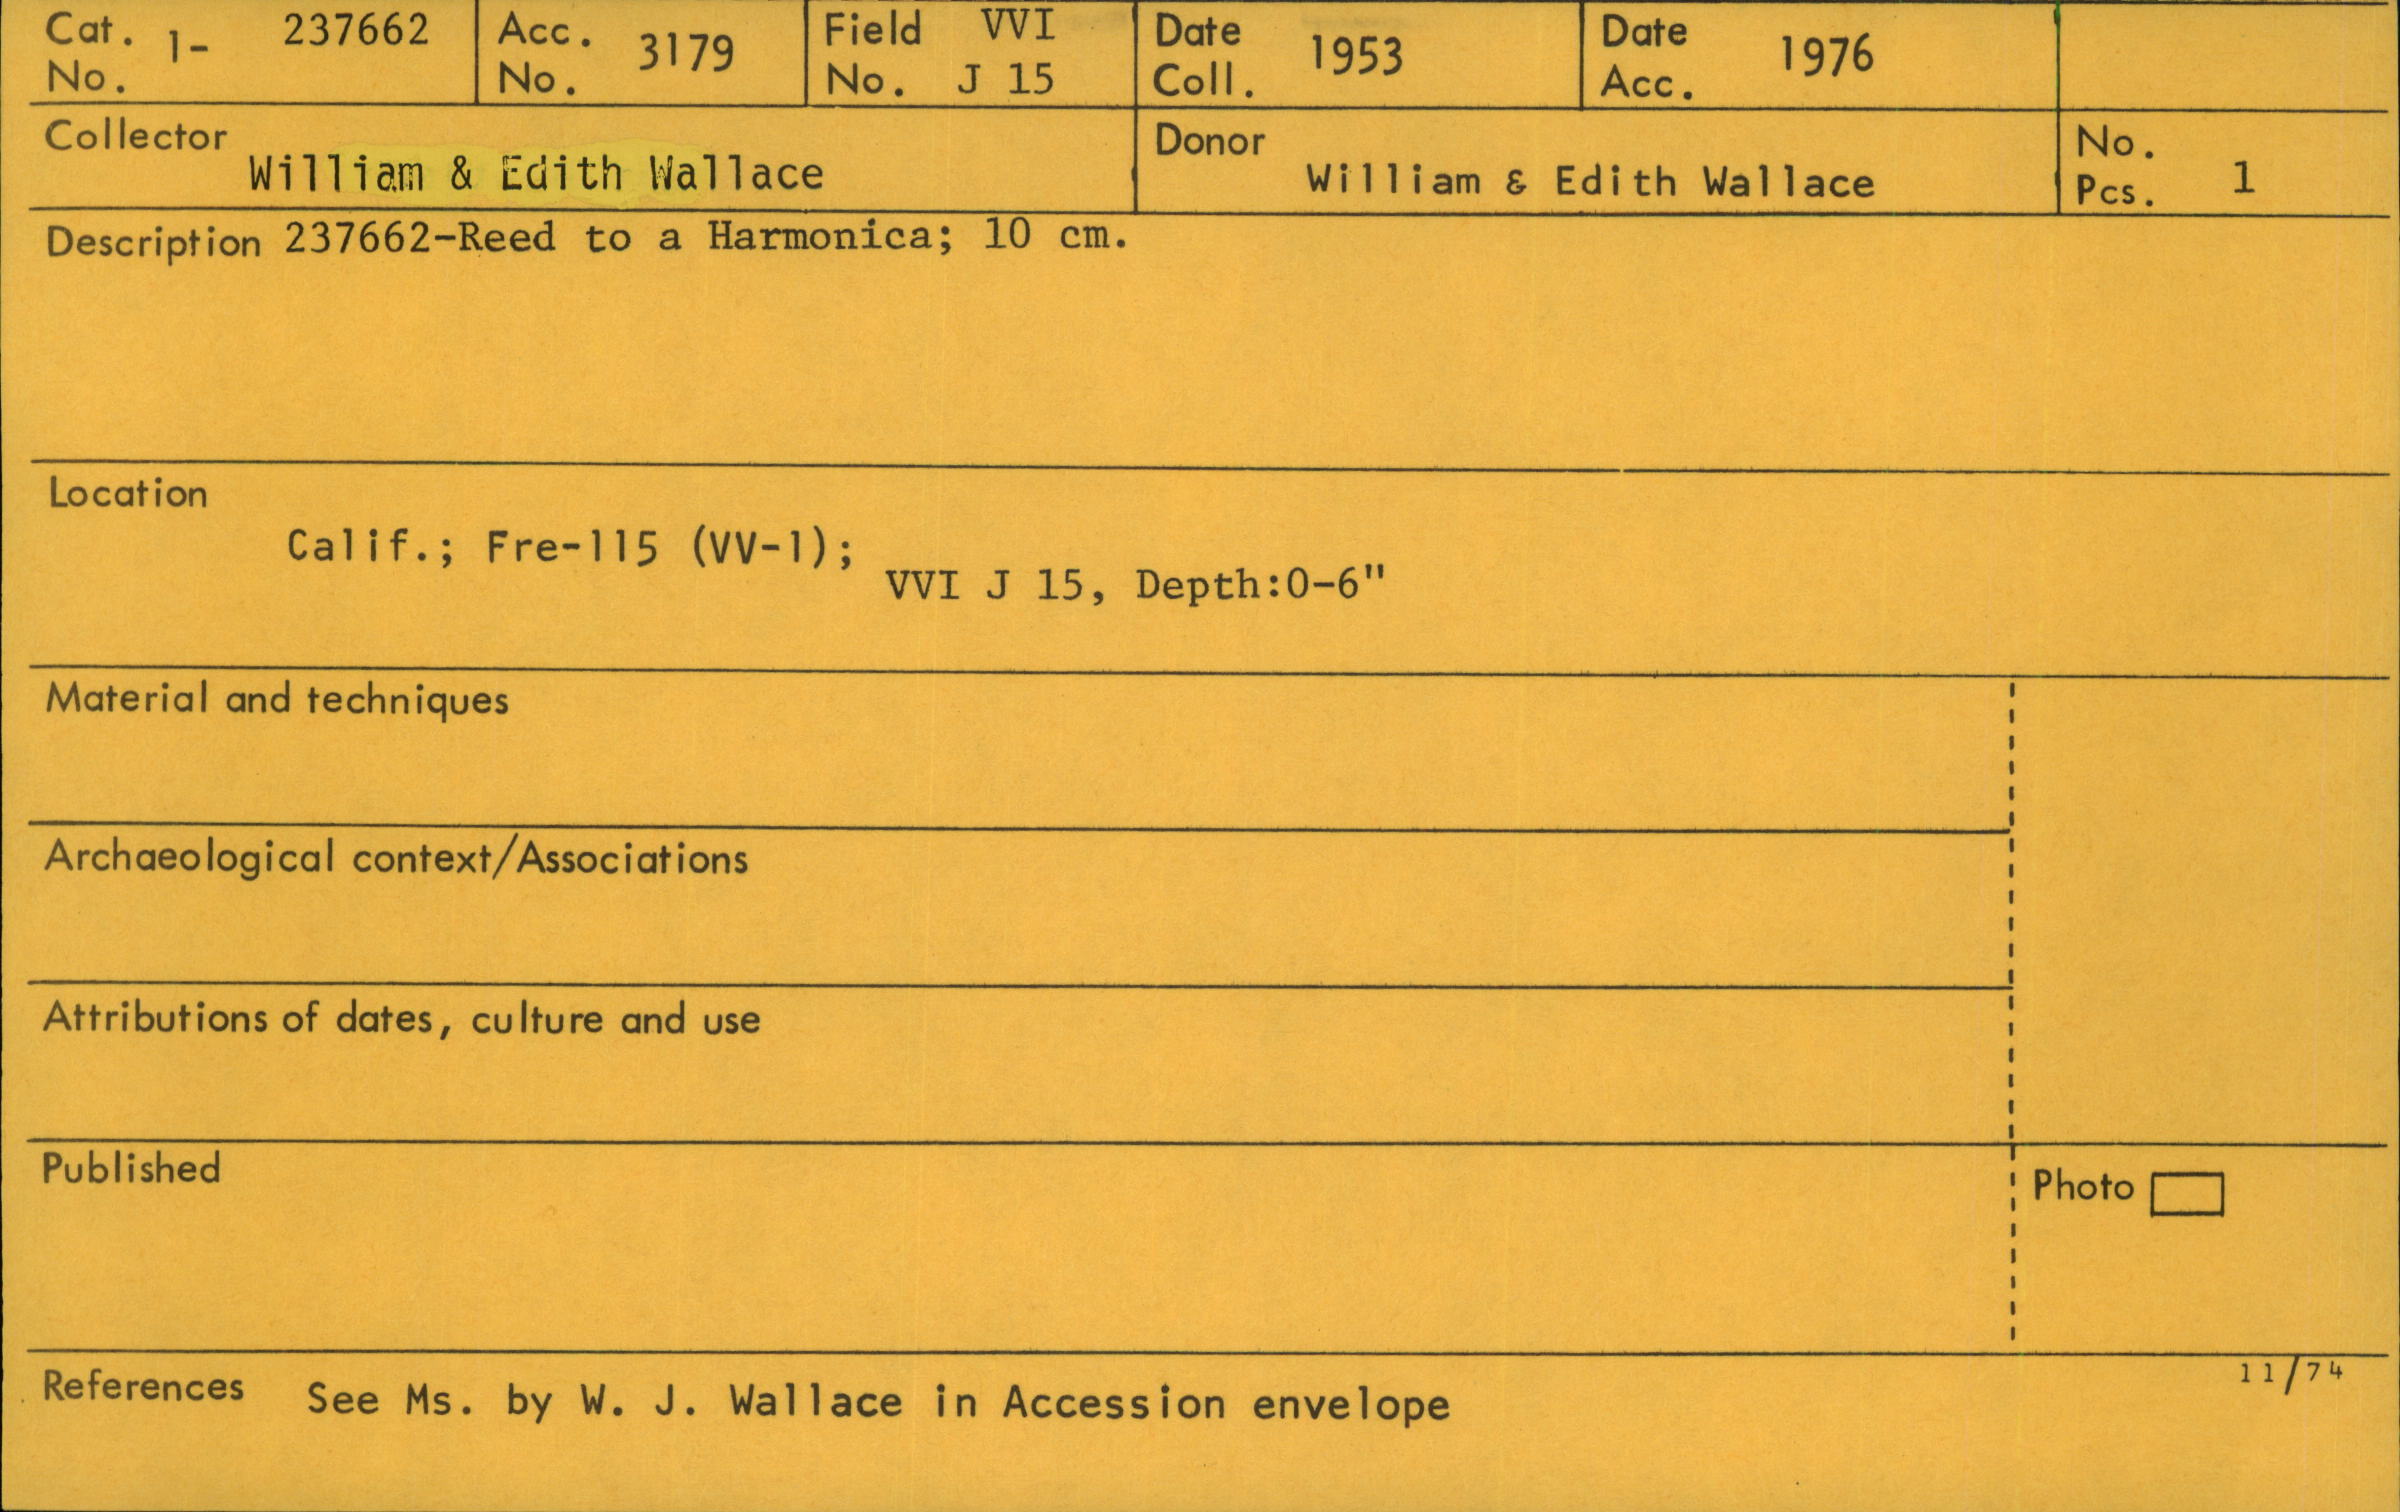 Cat. No. 1- 237662
Acc. No. 3179
Field No. VVI J 15
Date Coll. 1953
Date Acc. 1976
Collector William & Edith Wallace
Donor William & Edith Wallace
No. Pcs. 1
Description 237662-Reed to a Harmonica; 10 cm.
Location
Calif.; Fre-115 (VV-1);
VVI J 15, Depth:0-6"
Material and techniques
Archaeological context/Associations
Attributions of dates, culture and use
Published
Photo
11/74
References See Ms. by W. J. Wallace in Accession envelope